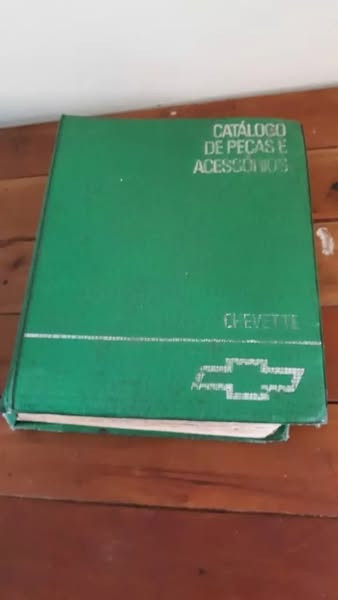 CATÁLOGO
DE PEÇAS E
ACESSÓRIOS
CHEVETTE